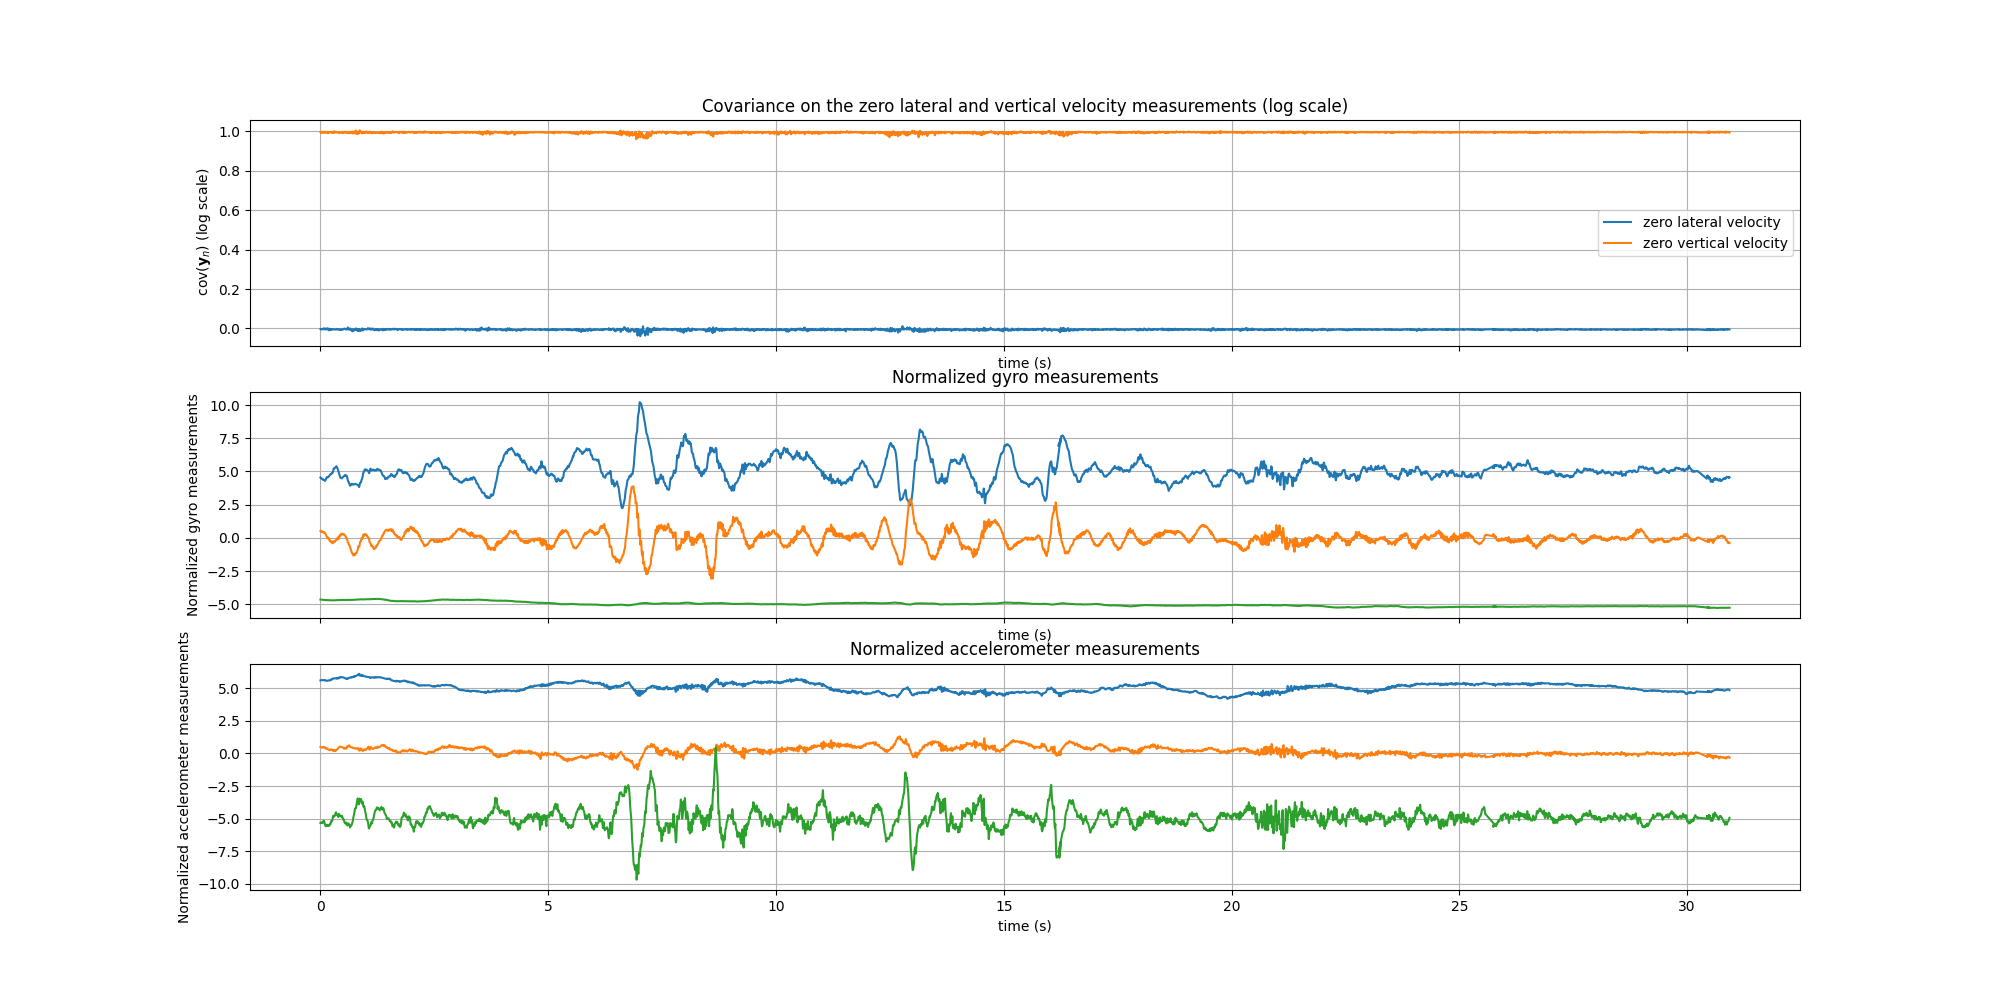 Covariance on the zero lateral and vertical velocity measurements (log scale)
cov(yₙ) (log scale)
1.0
0.8
0.6
0.4
0.2
0.0
zero lateral velocity
zero vertical velocity
time (s)
Normalized gyro measurements
Normalized gyro measurements
10.0
7.5
5.0
2.5
0.0
−2.5
−5.0
time (s)
Normalized accelerometer measurements
Normalized accelerometer measurements
5.0
2.5
0.0
−2.5
−5.0
−7.5
−10.0
0 5 10 15 20 25 30
time (s)